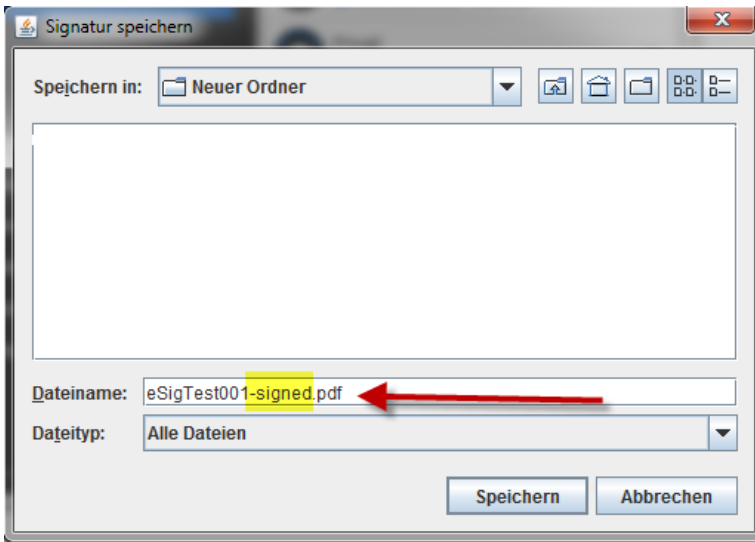 Signatur speichern
Speichern in: Neuer Ordner
Dateiname: eSigTest001-signed.pdf
Dateityp: Alle Dateien
Speichern Abbrechen